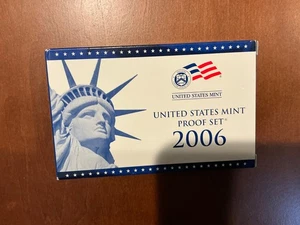 UNITED STATES MINT
UNITED STATES MINT
PROOF SET®
2006